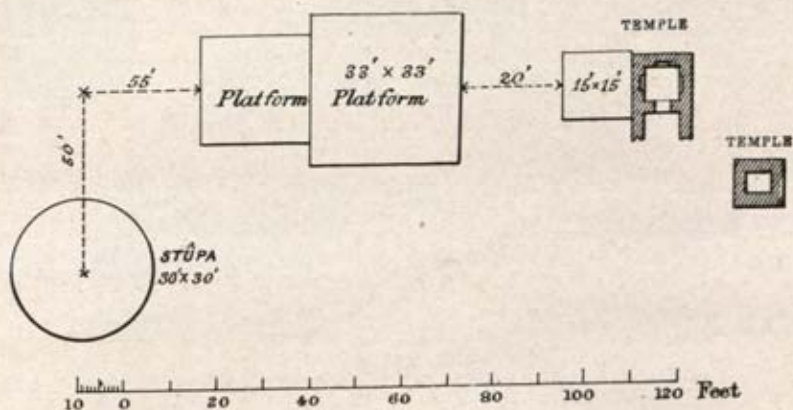 TEMPLE
55'
33' × 33'
Platform
Platform
20'
15' × 15'
TEMPLE
50'
STÛPA
30' × 30'
10 0 20 40 60 80 100 120 Feet